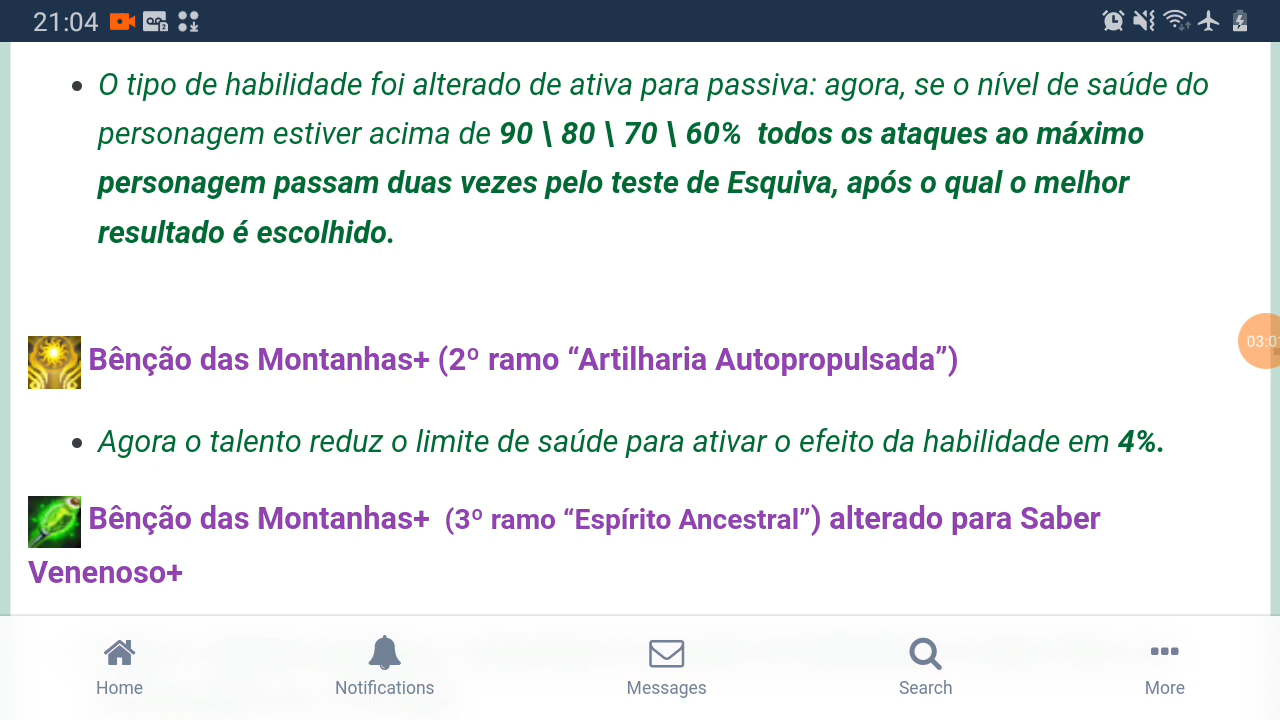 21:04
O tipo de habilidade foi alterado de ativa para passiva: agora, se o nível de saúde do
personagem estiver acima de 90 \ 80 \ 70 \ 60% todos os ataques ao máximo
personagem passam duas vezes pelo teste de Esquiva, após o qual o melhor
resultado é escolhido.
Bênção das Montanhas+ (2º ramo “Artilharia Autopropulsada”)
Agora o talento reduz o limite de saúde para ativar o efeito da habilidade em 4%.
Bênção das Montanhas+ (3º ramo “Espírito Ancestral”) alterado para Saber
Venenoso+
Home Notifications Messages Search More